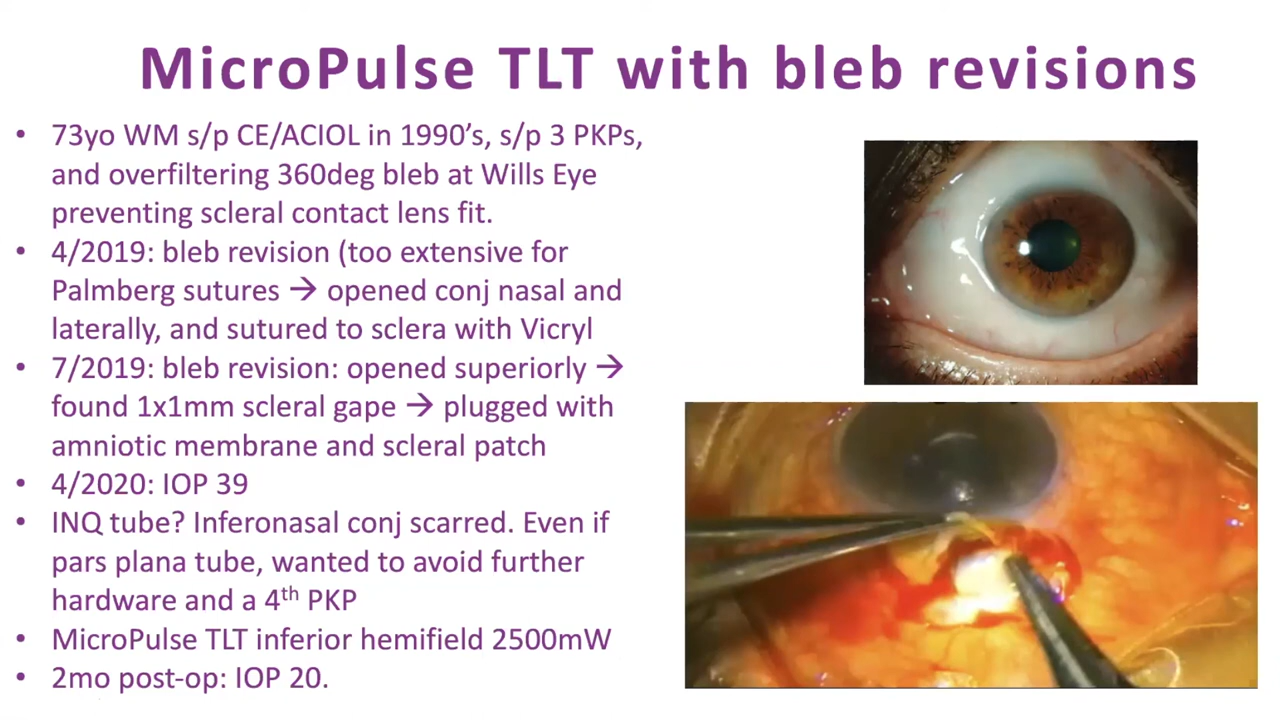 MicroPulse TLT with bleb revisions
• 73yo WM s/p CE/ACIOL in 1990’s, s/p 3 PKPs,
and overfiltering 360deg bleb at Wills Eye
preventing scleral contact lens fit.
• 4/2019: bleb revision (too extensive for
Palmberg sutures → opened conj nasal and
laterally, and sutured to sclera with Vicryl
• 7/2019: bleb revision: opened superiorly →
found 1x1mm scleral gape → plugged with
amniotic membrane and scleral patch
• 4/2020: IOP 39
• INQ tube? Inferonasal conj scarred. Even if
pars plana tube, wanted to avoid further
hardware and a 4th PKP
• MicroPulse TLT inferior hemifield 2500mW
• 2mo post-op: IOP 20.